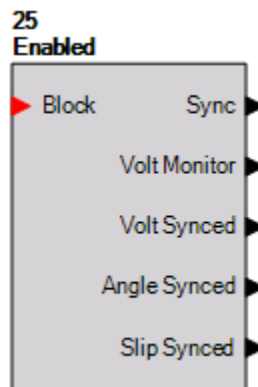 25
Enabled
Block Sync
Volt Monitor
Volt Synced
Angle Synced
Slip Synced